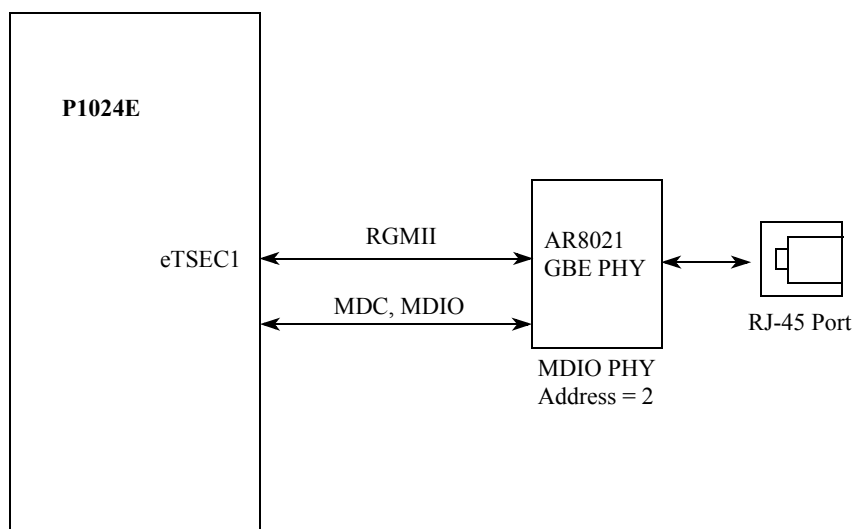 P1024E
eTSEC1
RGMII
MDC, MDIO
AR8021
GBE PHY
MDIO PHY
Address = 2
RJ-45 Port